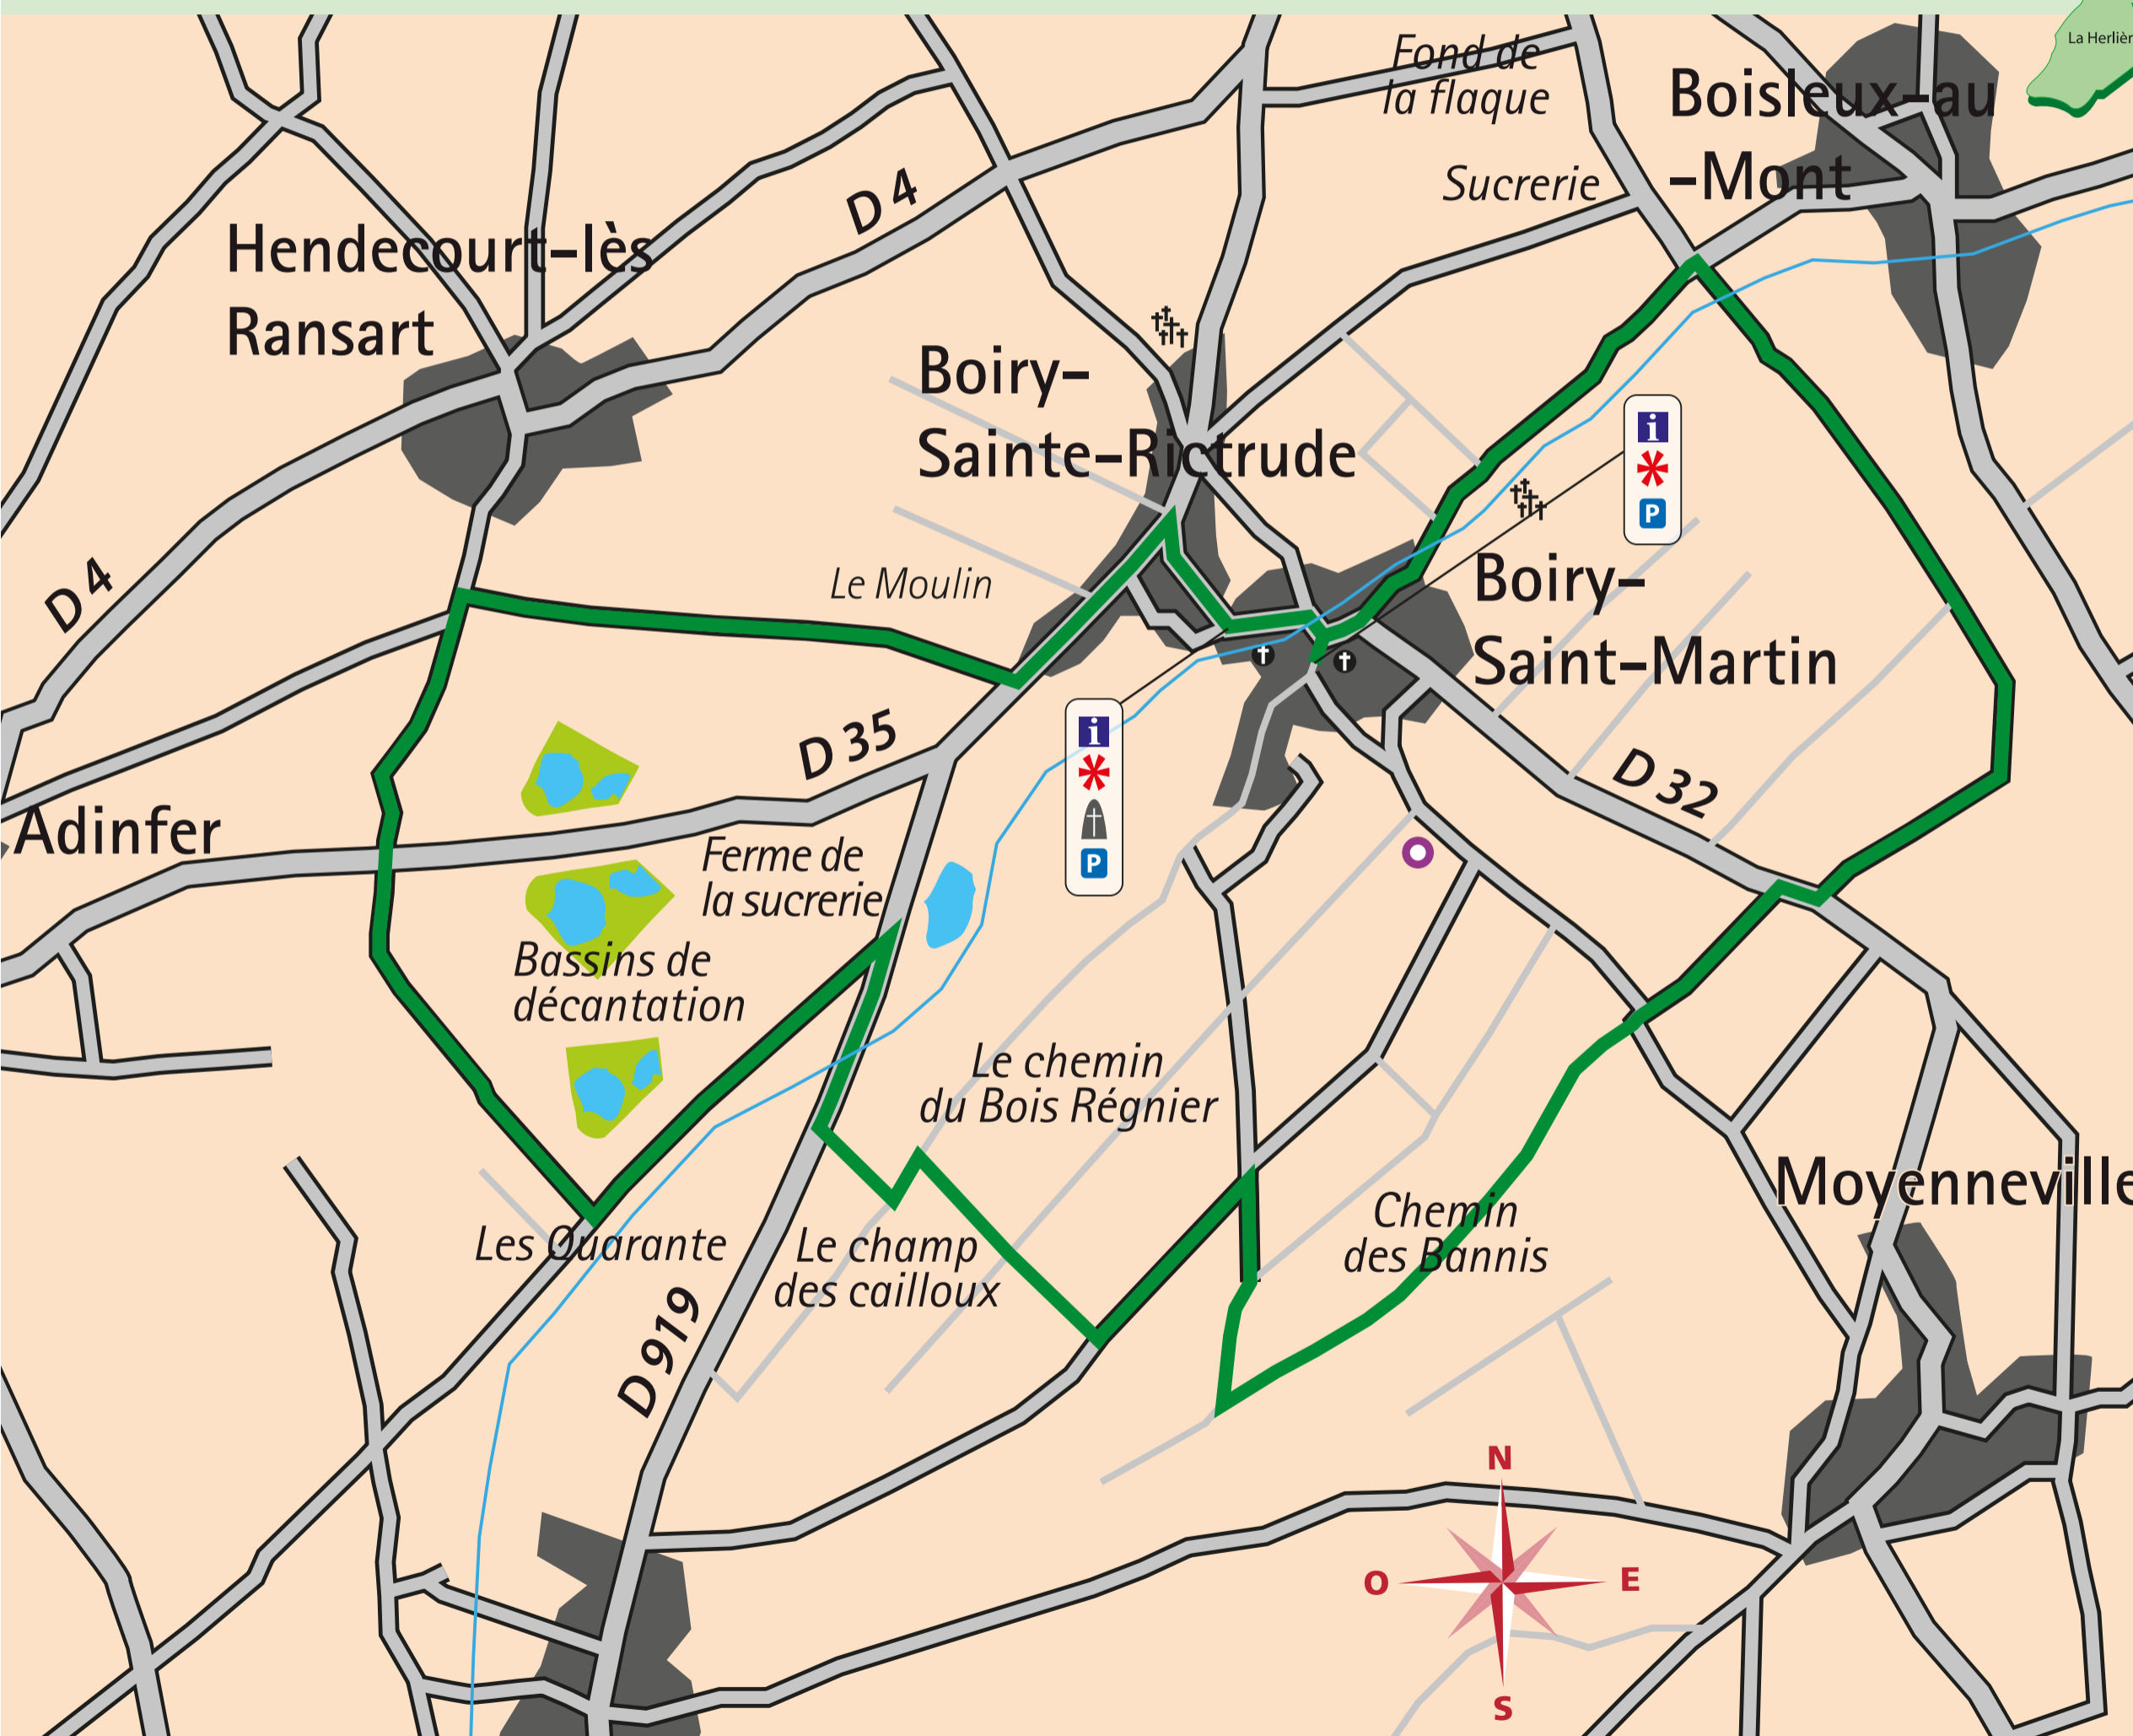 Fond de
la flaque
La Herlièr
Boisleux-au
-Mont
Sucrerie
D 4
Hendecourt-lès
Ransart
Boiry-
Sainte-Rictrude
i
P
D 4
Le Moulin
Boiry-
Saint-Martin
D 35
i
P
D 32
Adinfer
Ferme de
la sucrerie
Bassins de
décantation
Le chemin
du Bois Régnier
Moyenneville
Chemin
des Bannis
Les Quarante
Le champ
des cailloux
D 919
N
O
E
S